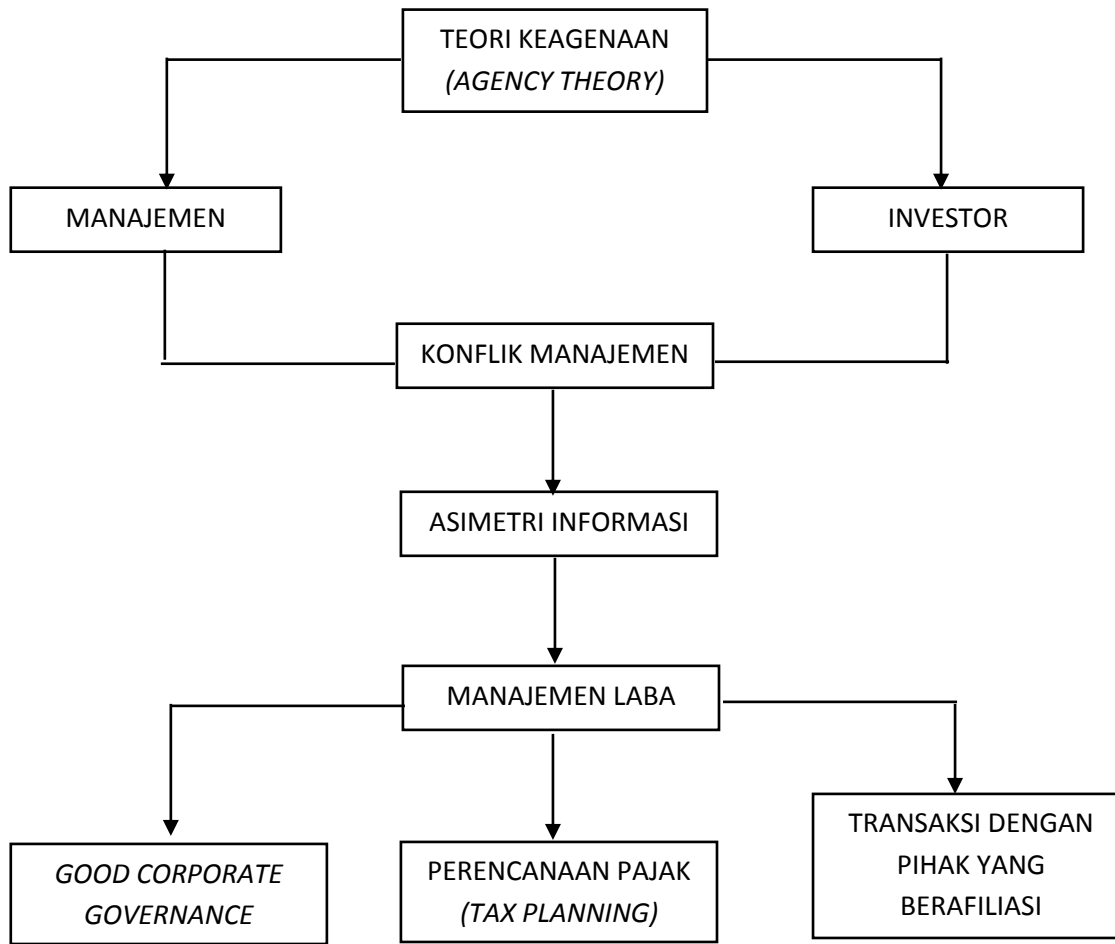 TEORI KEAGENAAN
(AGENCY THEORY)
MANAJEMEN
INVESTOR
KONFLIK MANAJEMEN
ASIMETRI INFORMASI
MANAJEMEN LABA
GOOD CORPORATE
GOVERNANCE
PERENCANAAN PAJAK
(TAX PLANNING)
TRANSAKSI DENGAN
PIHAK YANG
BERAFILIASI